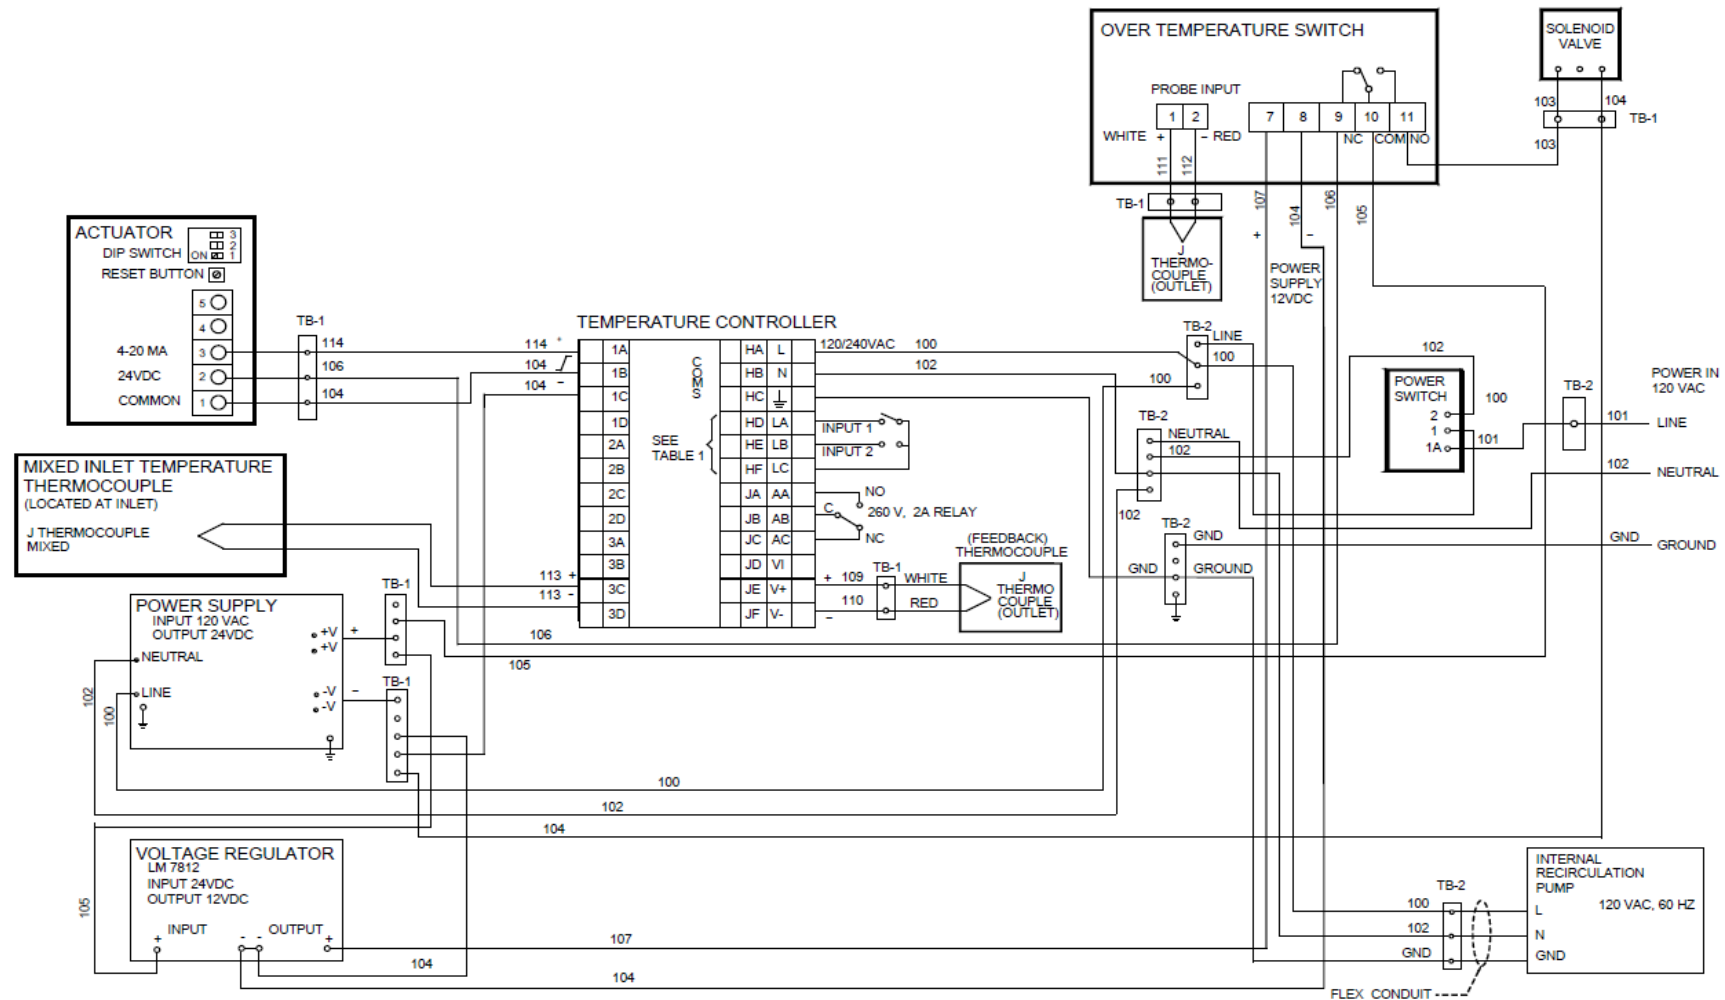 OVER TEMPERATURE SWITCH
PROBE INPUT
1 2
7 8 9 10 11
WHITE + − RED
NC COM NO
111 112
TB-1
J
THERMO-
COUPLE
(OUTLET)
107 104 106 105
+ −
POWER
SUPPLY
12VDC
SOLENOID
VALVE
103 104
TB-1
103
ACTUATOR
DIP SWITCH
ON
3
2
1
RESET BUTTON
5
4
4-20 MA 3
24VDC 2
COMMON 1
TB-1
114
106
104
MIXED INLET TEMPERATURE
THERMOCOUPLE
(LOCATED AT INLET)
J THERMOCOUPLE
MIXED
TEMPERATURE CONTROLLER
114 +
104
104 −
113 +
113 −
1A
1B
1C
1D
2A
2B
2C
2D
3A
3B
3C
3D
COMS
SEE
TABLE 1
HA L
HB N
HC
HD LA
HE LB
HF LC
JA AA
JB AB
JC AC
JD VI
JE V+
JF V-
120/240VAC 100
102
INPUT 1
INPUT 2
NO
C
260 V, 2A RELAY
NC
+ 109
110
−
TB-1
WHITE
RED
(FEEDBACK)
THERMOCOUPLE
J
THERMO
COUPLE
(OUTLET)
TB-2
LINE
100
100
TB-2
NEUTRAL
102
102
TB-2
GND
GND
GROUND
102
POWER
SWITCH
2
1
1A
100
101
TB-2
POWER IN
120 VAC
101 LINE
102 NEUTRAL
GND GROUND
POWER SUPPLY
INPUT 120 VAC
OUTPUT 24VDC
+V +
+V
NEUTRAL
LINE
-V −
-V
TB-1
TB-1
102
100
106
105
100
102
104
VOLTAGE REGULATOR
LM 7812
INPUT 24VDC
OUTPUT 12VDC
INPUT OUTPUT
+ - - +
105
107
104
104
INTERNAL
RECIRCULATION
PUMP
120 VAC, 60 HZ
L
N
GND
TB-2
100
102
GND
FLEX CONDUIT